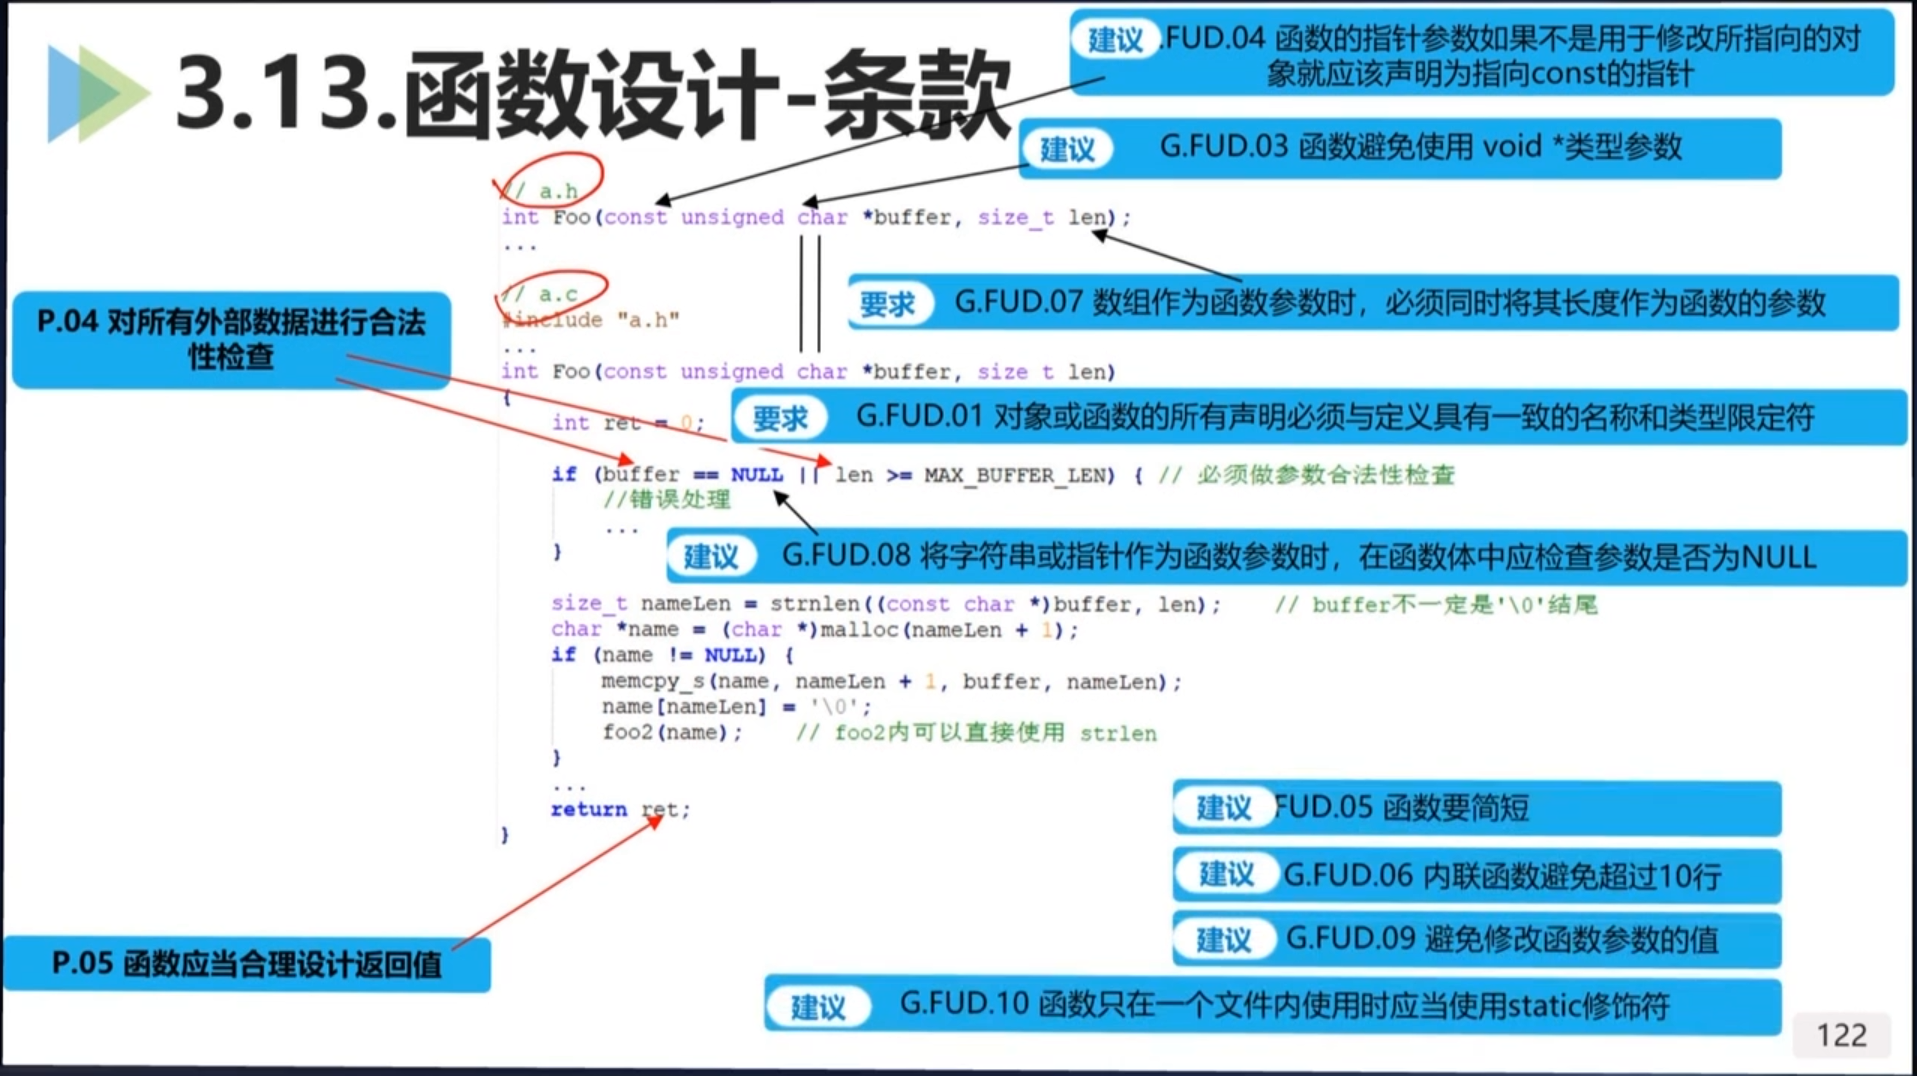 3.13.函数设计-条款
建议 .FUD.04 函数的指针参数如果不是用于修改所指向的对
象就应该声明为指向const的指针
建议 G.FUD.03 函数避免使用 void *类型参数
// a.h
int Foo(const unsigned char *buffer, size_t len);
...
要求 G.FUD.07 数组作为函数参数时，必须同时将其长度作为函数的参数
// a.c
#include "a.h"
...
P.04 对所有外部数据进行合法
性检查
int Foo(const unsigned char *buffer, size t len)
{
要求 G.FUD.01 对象或函数的所有声明必须与定义具有一致的名称和类型限定符
int ret = 0;
if (buffer == NULL || len >= MAX_BUFFER_LEN) { // 必须做参数合法性检查
//错误处理
...
}
建议 G.FUD.08 将字符串或指针作为函数参数时，在函数体中应检查参数是否为NULL
size_t nameLen = strnlen((const char *)buffer, len); // buffer不一定是'\0'结尾
char *name = (char *)malloc(nameLen + 1);
if (name != NULL) {
memcpy_s(name, nameLen + 1, buffer, nameLen);
name[nameLen] = '\0';
foo2(name); // foo2内可以直接使用 strlen
}
...
return ret;
}
建议 FUD.05 函数要简短
建议 G.FUD.06 内联函数避免超过10行
建议 G.FUD.09 避免修改函数参数的值
P.05 函数应当合理设计返回值
建议 G.FUD.10 函数只在一个文件内使用时应当使用static修饰符
122